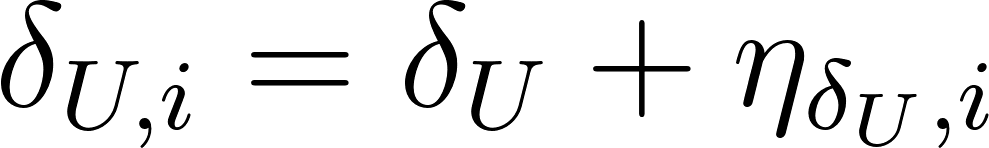 δ_{U,i} = δ_U + η_{δ_U,i}